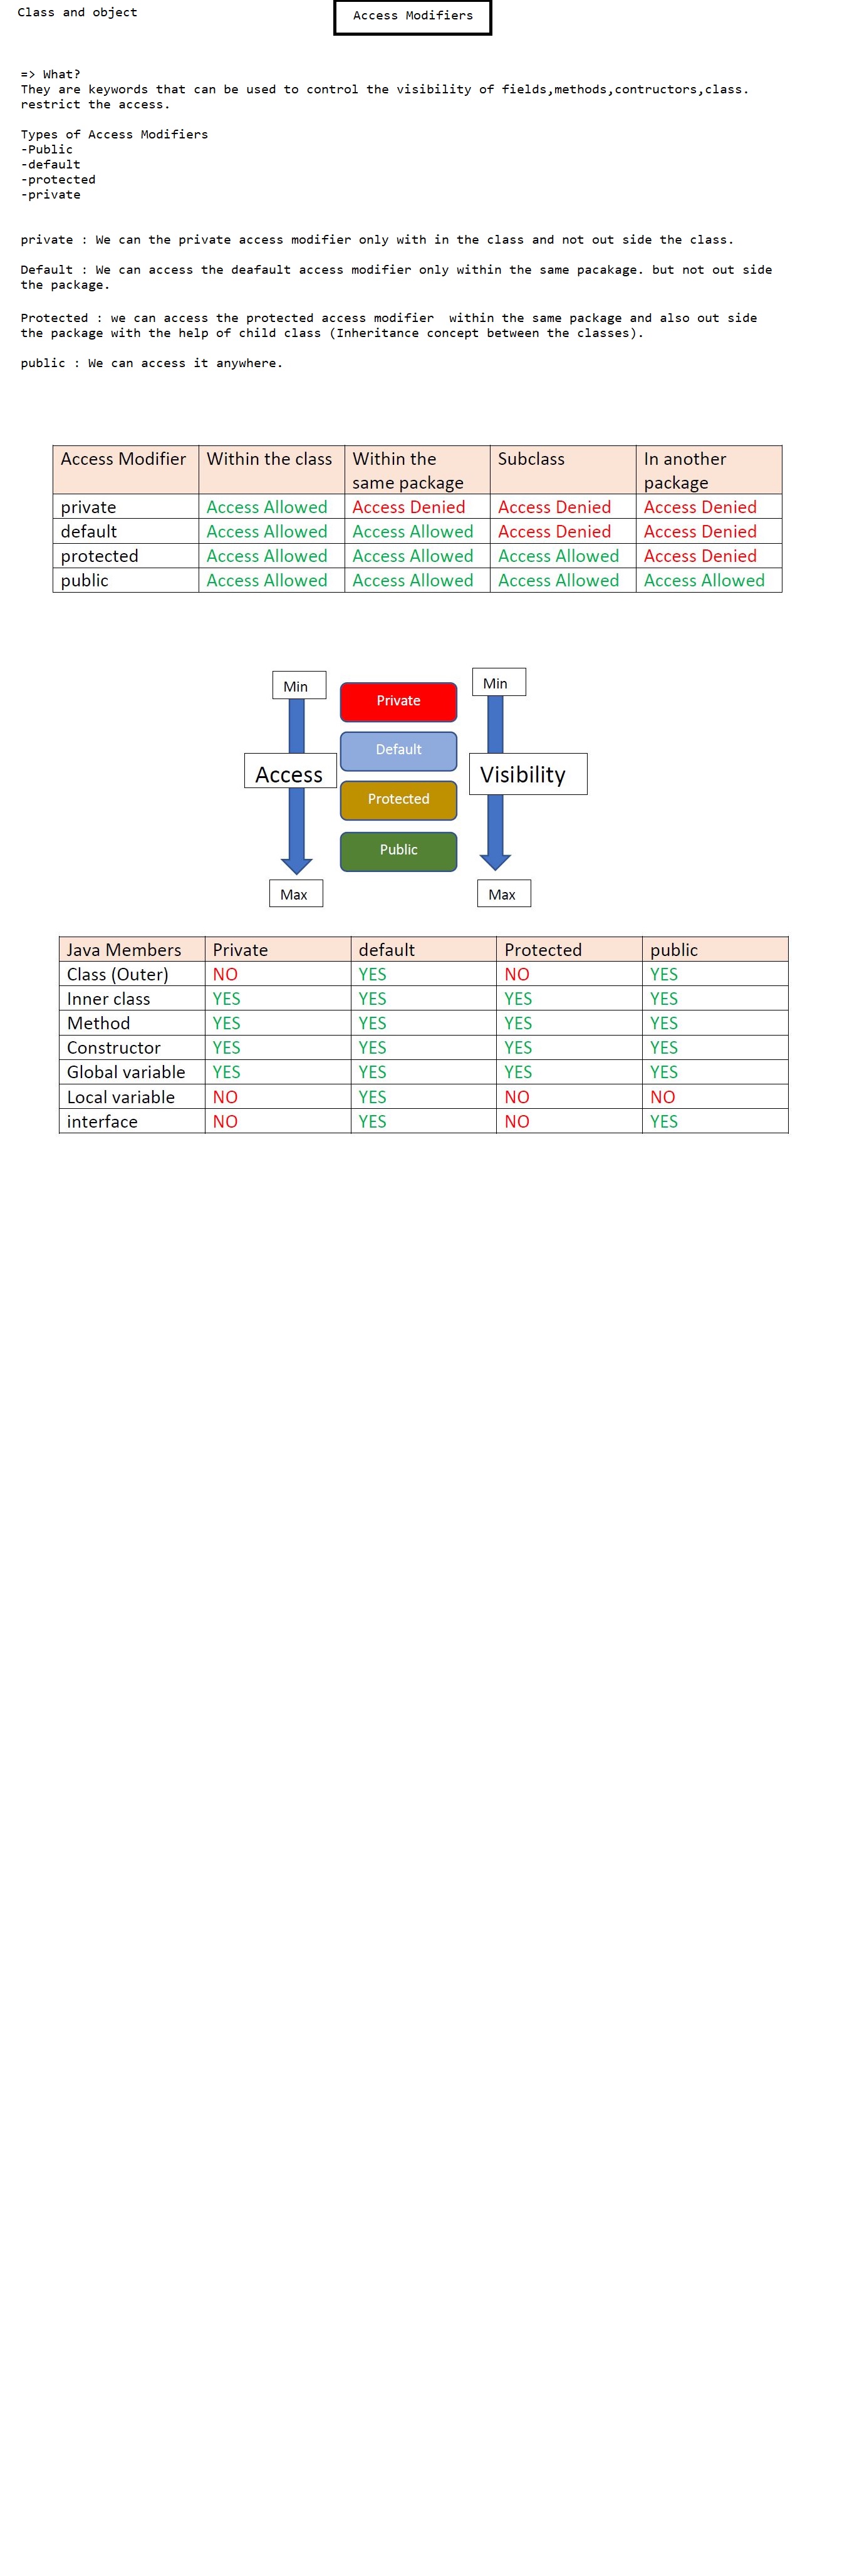 Class and object
Access Modifiers
=> What?
They are keywords that can be used to control the visibility of fields,methods,contructors,class.
restrict the access.
Types of Access Modifiers
-Public
-default
-protected
-private
private : We can the private access modifier only with in the class and not out side the class.
Default : We can access the deafault access modifier only within the same pacakage. but not out side
the package.
Protected : we can access the protected access modifier  within the same package and also out side
the package with the help of child class (Inheritance concept between the classes).
public : We can access it anywhere.
Access Modifier Within the class Within the same package Subclass In another package
private Access Allowed Access Denied Access Denied Access Denied
default Access Allowed Access Allowed Access Denied Access Denied
protected Access Allowed Access Allowed Access Allowed Access Denied
public Access Allowed Access Allowed Access Allowed Access Allowed
Min Min
Private
Default
Access Visibility
Protected
Public
Max Max
Java Members Private default Protected public
Class (Outer) NO YES NO YES
Inner class YES YES YES YES
Method YES YES YES YES
Constructor YES YES YES YES
Global variable YES YES YES YES
Local variable NO YES NO NO
interface NO YES NO YES